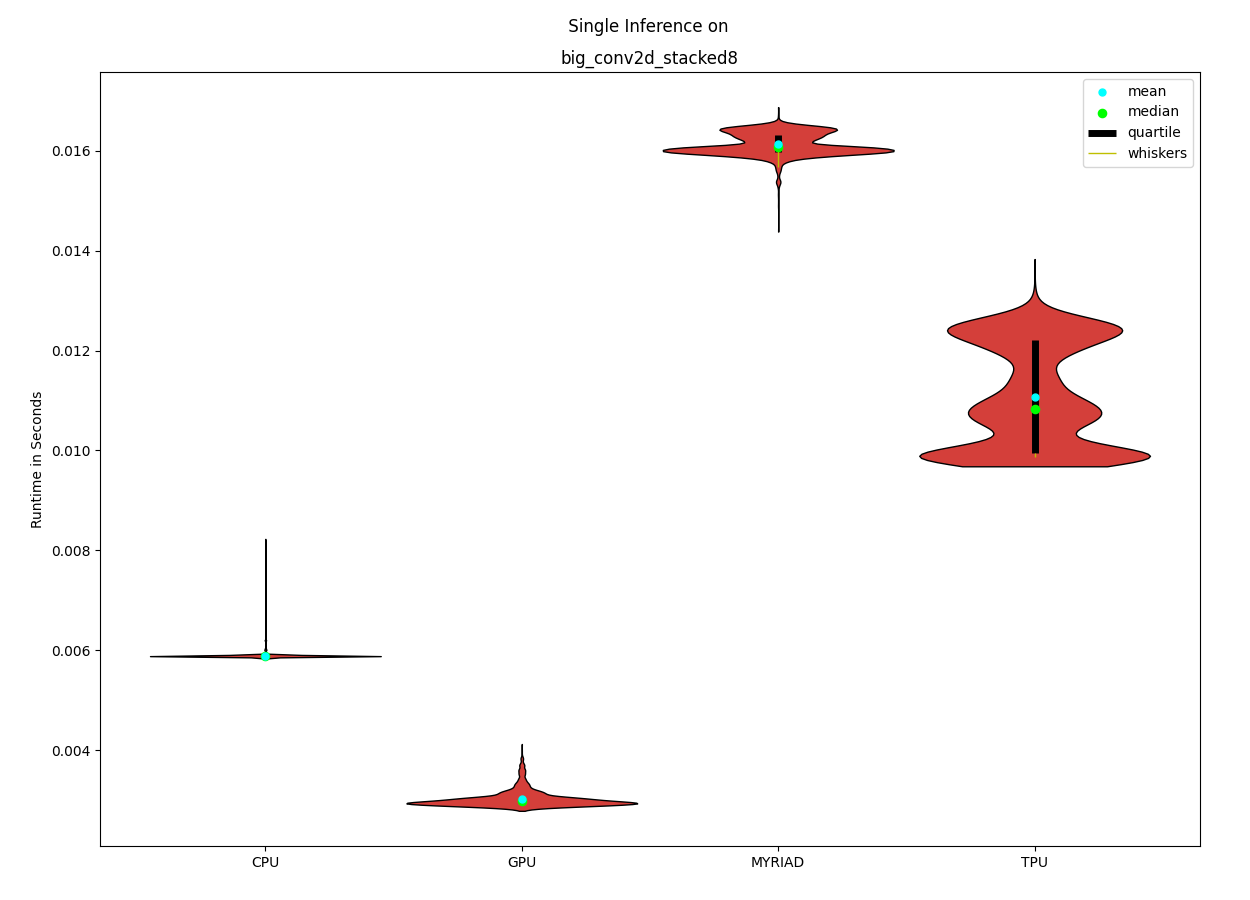 Single Inference on
big_conv2d_stacked8
mean
median
quartile
whiskers
0.016
0.014
0.012
0.010
0.008
0.006
0.004
Runtime in Seconds
CPU
GPU
MYRIAD
TPU